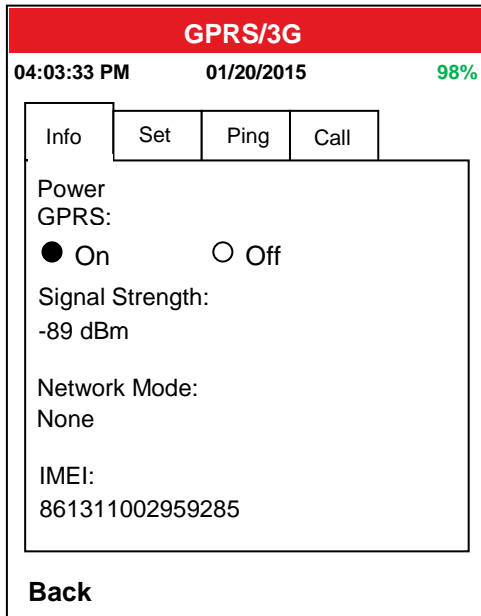 GPRS/3G
04:03:33 PM 01/20/2015 98%
Info Set Ping Call
Power
GPRS:
On Off
Signal Strength:
-89 dBm
Network Mode:
None
IMEI:
861311002959285
Back